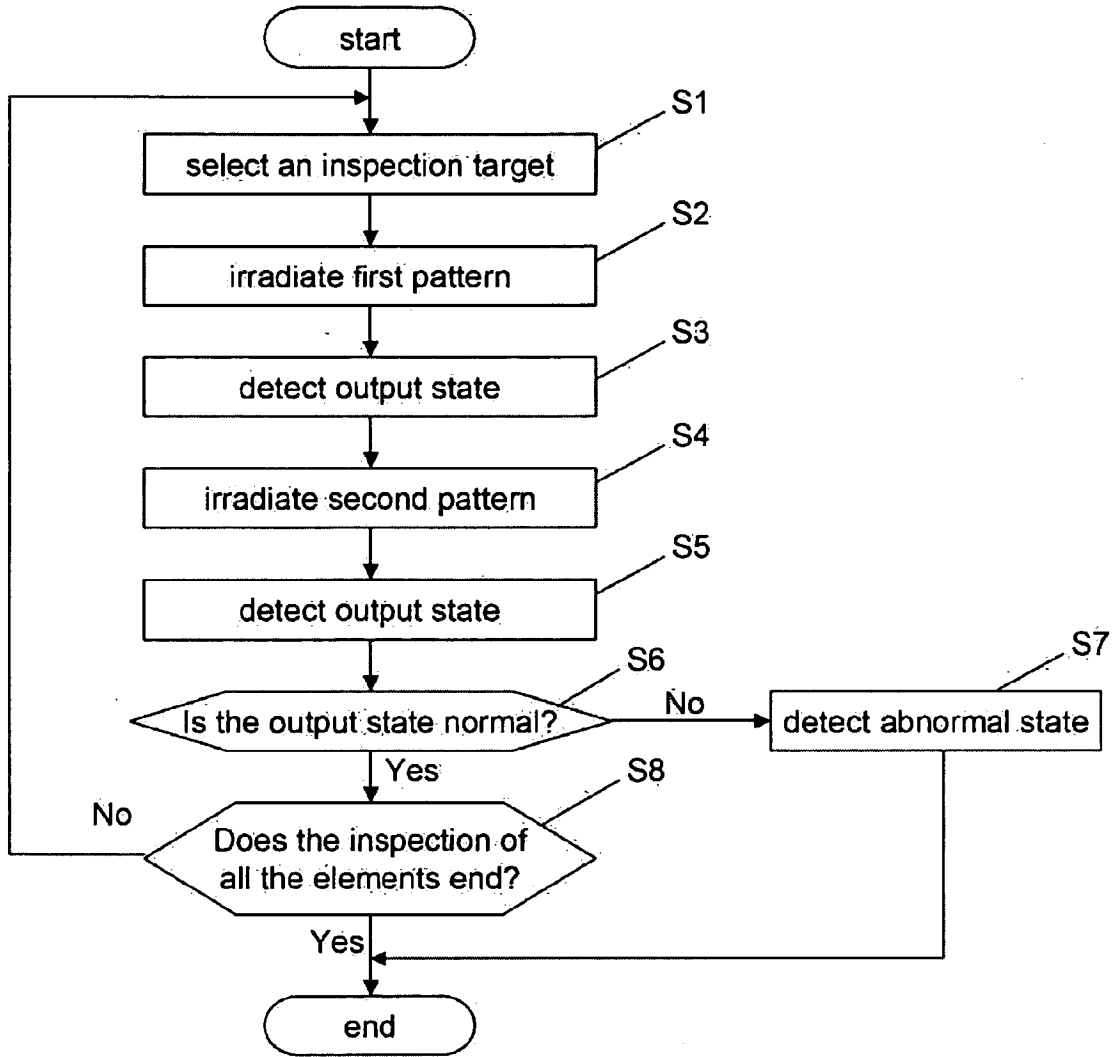 start
S1
select an inspection target
S2
irradiate first pattern
S3
detect output state
S4
irradiate second pattern
S5
detect output state
S6
Is the output state normal?
No
S7
detect abnormal state
Yes
S8
No
Does the inspection of
all the elements end?
Yes
end